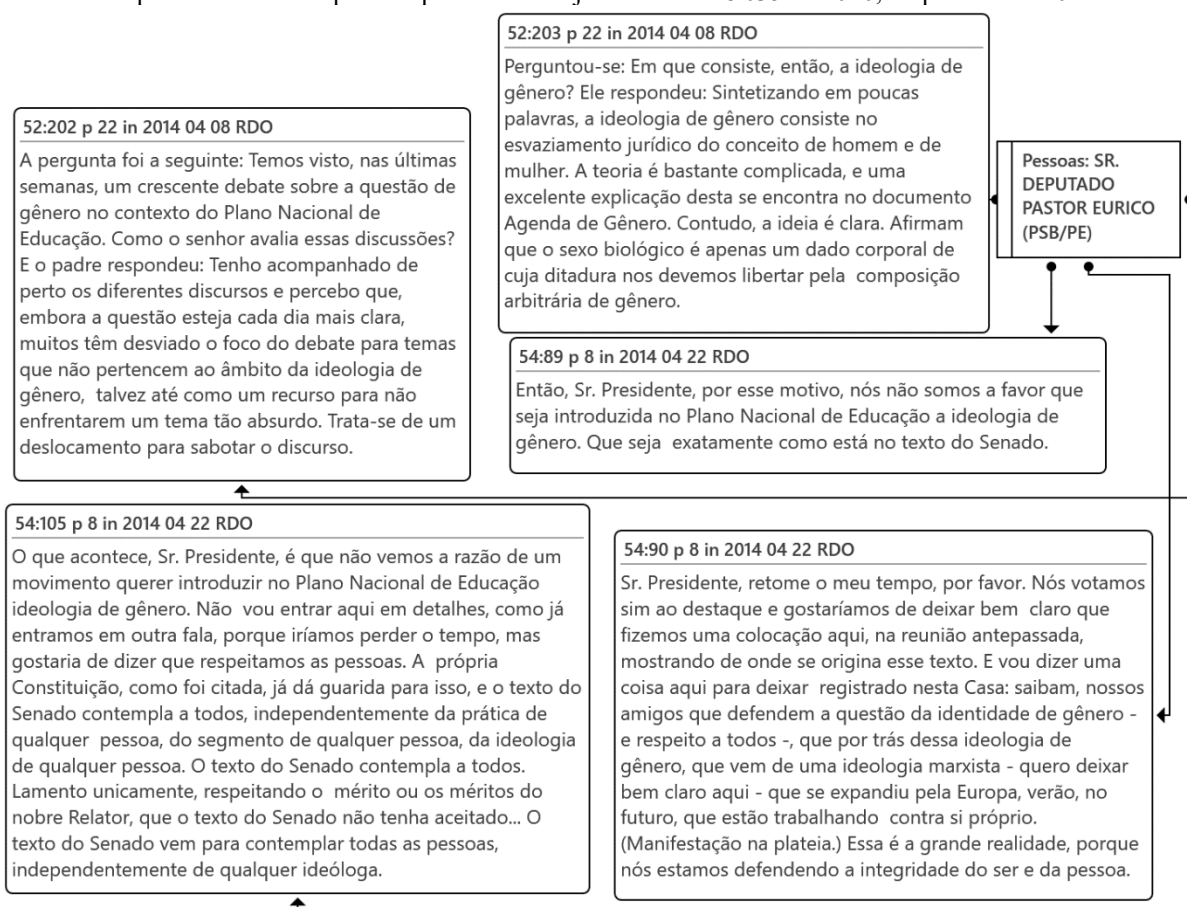 52:203 p 22 in 2014 04 08 RDO
Perguntou-se: Em que consiste, então, a ideologia de
gênero? Ele respondeu: Sintetizando em poucas
palavras, a ideologia de gênero consiste no
esvaziamento jurídico do conceito de homem e de
mulher. A teoria é bastante complicada, e uma
excelente explicação desta se encontra no documento
Agenda de Gênero. Contudo, a ideia é clara. Afirmam
que o sexo biológico é apenas um dado corporal de
cuja ditadura nos devemos libertar pela composição
arbitrária de gênero.
52:202 p 22 in 2014 04 08 RDO
A pergunta foi a seguinte: Temos visto, nas últimas
semanas, um crescente debate sobre a questão de
gênero no contexto do Plano Nacional de
Educação. Como o senhor avalia essas discussões?
E o padre respondeu: Tenho acompanhado de
perto os diferentes discursos e percebo que,
embora a questão esteja cada dia mais clara,
muitos têm desviado o foco do debate para temas
que não pertencem ao âmbito da ideologia de
gênero, talvez até como um recurso para não
enfrentarem um tema tão absurdo. Trata-se de um
deslocamento para sabotar o discurso.
Pessoas: SR.
DEPUTADO
PASTOR EURICO
(PSB/PE)
54:89 p 8 in 2014 04 22 RDO
Então, Sr. Presidente, por esse motivo, nós não somos a favor que
seja introduzida no Plano Nacional de Educação a ideologia de
gênero. Que seja exatamente como está no texto do Senado.
54:105 p 8 in 2014 04 22 RDO
O que acontece, Sr. Presidente, é que não vemos a razão de um
movimento querer introduzir no Plano Nacional de Educação
ideologia de gênero. Não vou entrar aqui em detalhes, como já
entramos em outra fala, porque iríamos perder o tempo, mas
gostaria de dizer que respeitamos as pessoas. A própria
Constituição, como foi citada, já dá guarida para isso, e o texto do
Senado contempla a todos, independentemente da prática de
qualquer pessoa, do segmento de qualquer pessoa, da ideologia
de qualquer pessoa. O texto do Senado contempla a todos.
Lamento unicamente, respeitando o mérito ou os méritos do
nobre Relator, que o texto do Senado não tenha aceitado... O
texto do Senado vem para contemplar todas as pessoas,
independentemente de qualquer ideóloga.
54:90 p 8 in 2014 04 22 RDO
Sr. Presidente, retome o meu tempo, por favor. Nós votamos
sim ao destaque e gostaríamos de deixar bem claro que
fizemos uma colocação aqui, na reunião antepassada,
mostrando de onde se origina esse texto. E vou dizer uma
coisa aqui para deixar registrado nesta Casa: saibam, nossos
amigos que defendem a questão da identidade de gênero -
e respeito a todos -, que por trás dessa ideologia de
gênero, que vem de uma ideologia marxista - quero deixar
bem claro aqui - que se expandiu pela Europa, verão, no
futuro, que estão trabalhando contra si próprio.
(Manifestação na plateia.) Essa é a grande realidade, porque
nós estamos defendendo a integridade do ser e da pessoa.